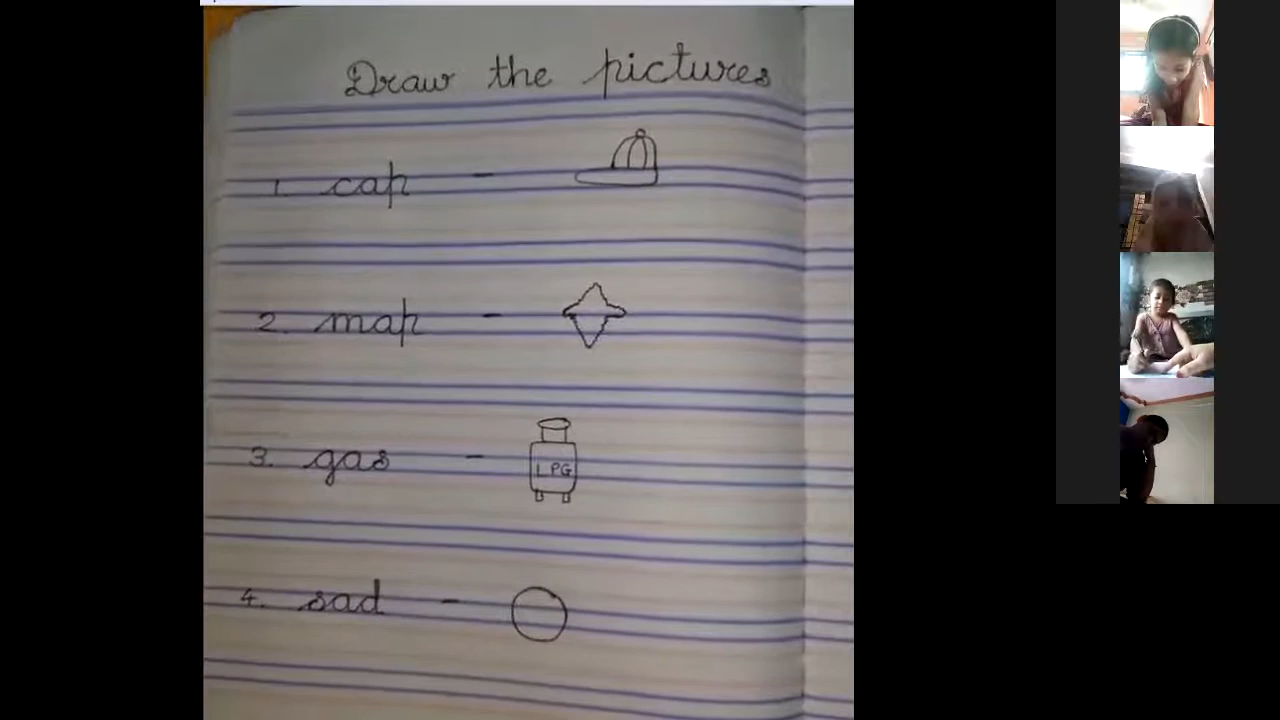 Draw the pictures
1. cap -
2. map -
3. gas - LPG
4. sad -